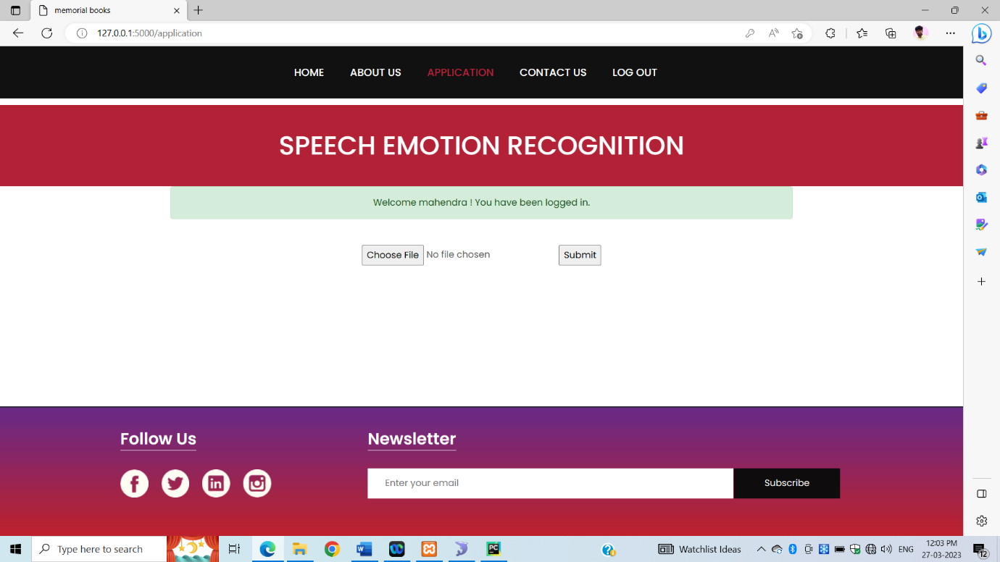 memorial books
127.0.0.1:5000/application
HOME ABOUT US APPLICATION CONTACT US LOG OUT
SPEECH EMOTION RECOGNITION
Welcome mahendra ! You have been logged in.
Choose File No file chosen Submit
Follow Us Newsletter
Enter your email Subscribe
Type here to search Watchlist Ideas ENG 12:03 PM
27-03-2023 12